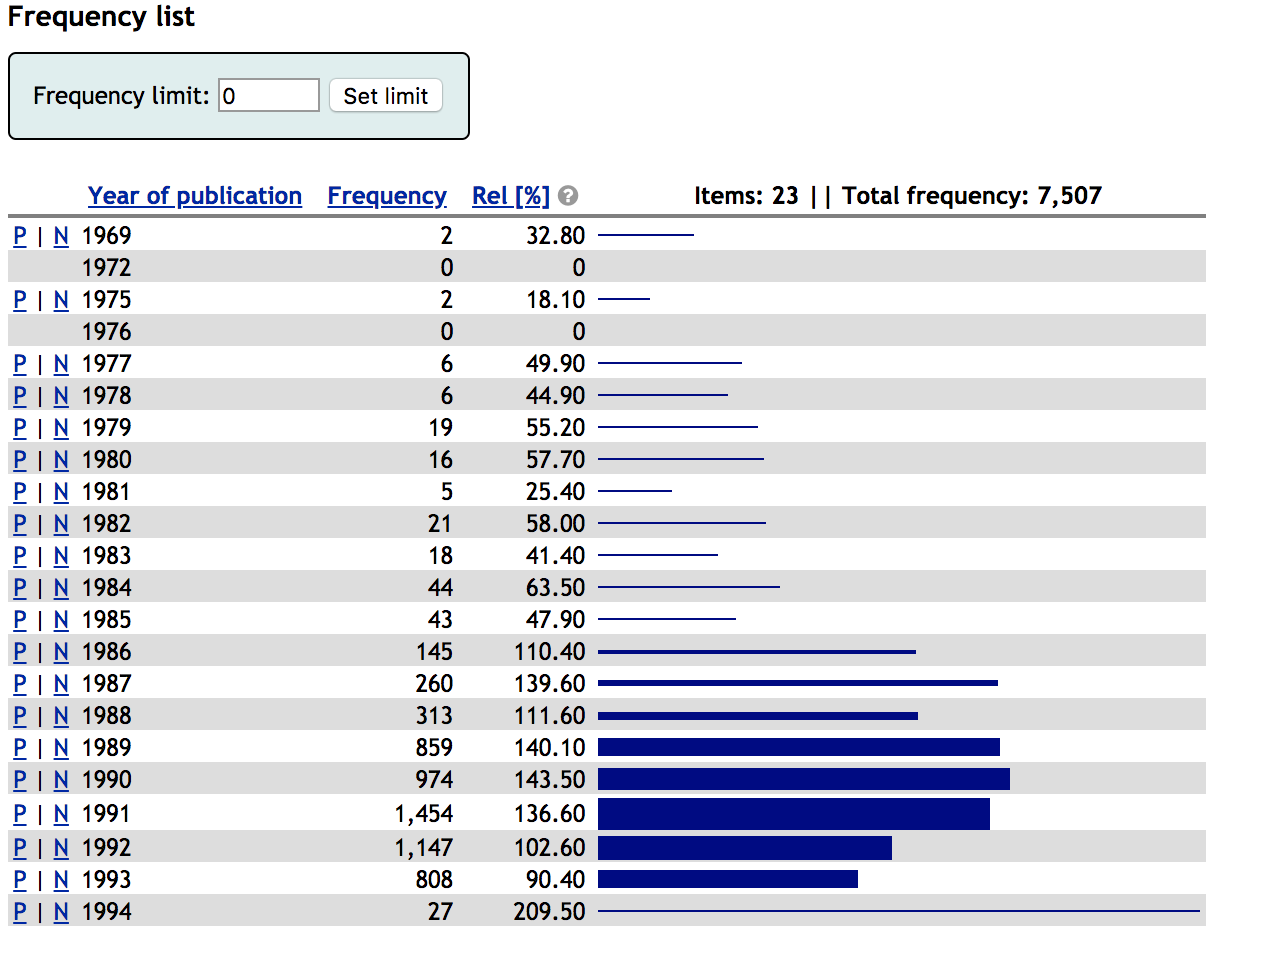 Frequency list
Frequency limit: 0 Set limit
Year of publication Frequency Rel [%] ? Items: 23 || Total frequency: 7,507
P | N 1969 2 32.80
1972 0 0
P | N 1975 2 18.10
1976 0 0
P | N 1977 6 49.90
P | N 1978 6 44.90
P | N 1979 19 55.20
P | N 1980 16 57.70
P | N 1981 5 25.40
P | N 1982 21 58.00
P | N 1983 18 41.40
P | N 1984 44 63.50
P | N 1985 43 47.90
P | N 1986 145 110.40
P | N 1987 260 139.60
P | N 1988 313 111.60
P | N 1989 859 140.10
P | N 1990 974 143.50
P | N 1991 1,454 136.60
P | N 1992 1,147 102.60
P | N 1993 808 90.40
P | N 1994 27 209.50